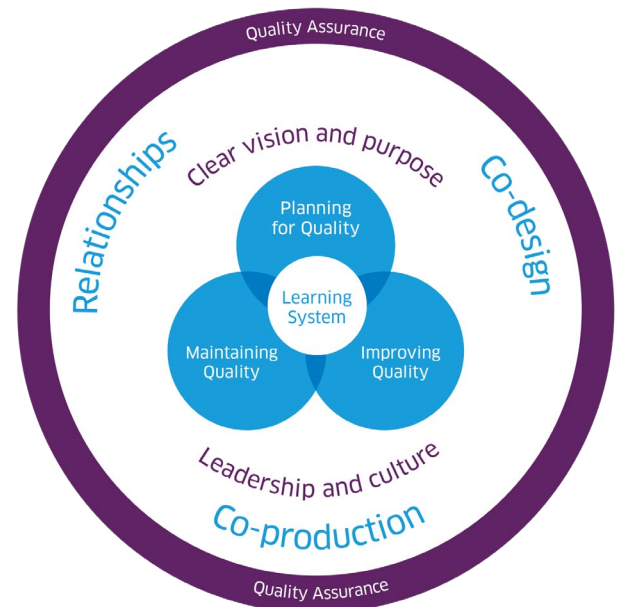 Quality Assurance
Clear vision and purpose
Relationships
Co-design
Planning
for Quality
Learning
System
Maintaining
Quality
Improving
Quality
Leadership and culture
Co-production
Quality Assurance